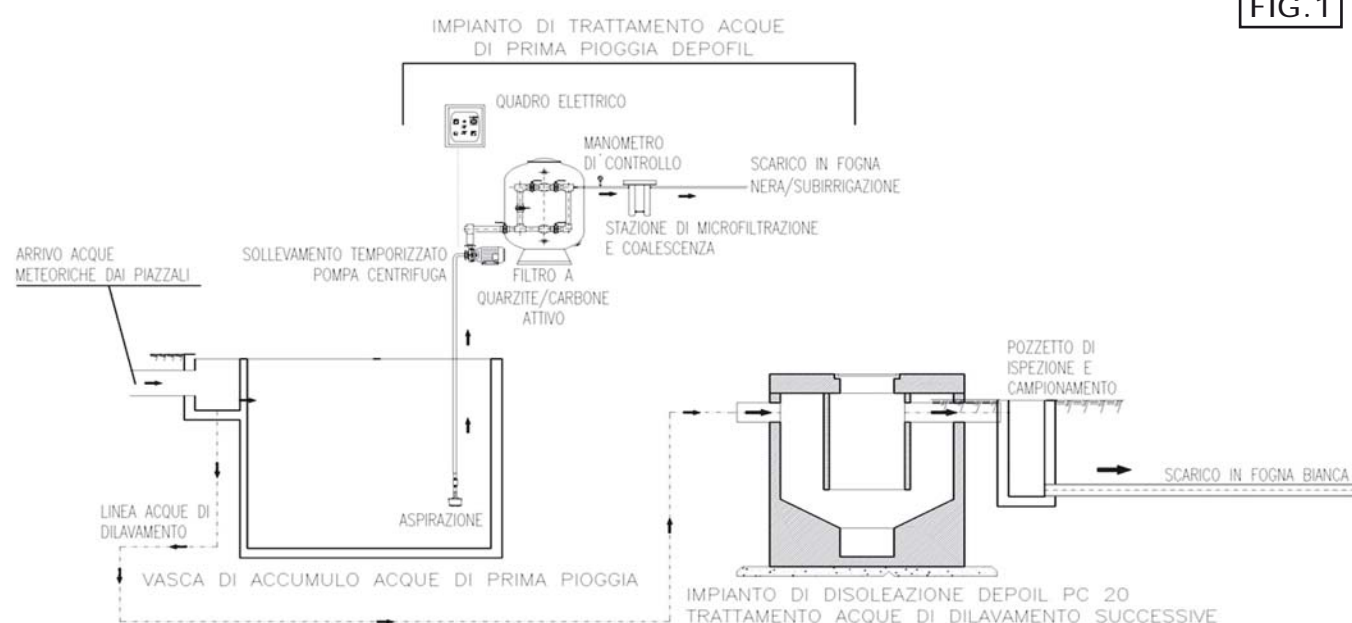 FIG.1
IMPIANTO DI TRATTAMENTO ACQUE
DI PRIMA PIOGGIA DEPOFIL
QUADRO ELETTRICO
MANOMETRO
DI CONTROLLO
SCARICO IN FOGNA
NERA/SUBIRRIGAZIONE
STAZIONE DI MICROFILTRAZIONE
E COALESCENZA
ARRIVO ACQUE
METEORICHE DAI PIAZZALI
SOLLEVAMENTO TEMPORIZZATO
POMPA CENTRIFUGA
FILTRO A
QUARZITE/CARBONE
ATTIVO
POZZETTO DI
ISPEZIONE E
CAMPIONAMENTO
SCARICO IN FOGNA BIANCA
LINEA ACQUE DI
DILAVAMENTO
ASPIRAZIONE
VASCA DI ACCUMULO ACQUE DI PRIMA PIOGGIA
IMPIANTO DI DISOLEAZIONE DEPOIL PC 20
TRATTAMENTO ACQUE DI DILAVAMENTO SUCCESSIVE